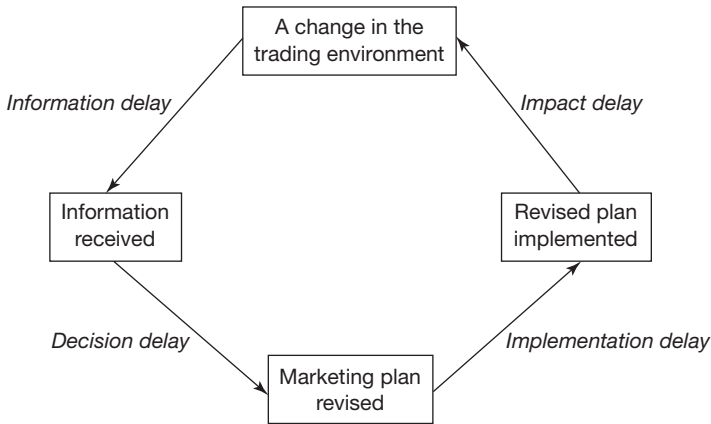 A change in the
trading environment
Information delay
Impact delay
Information
received
Revised plan
implemented
Decision delay
Implementation delay
Marketing plan
revised